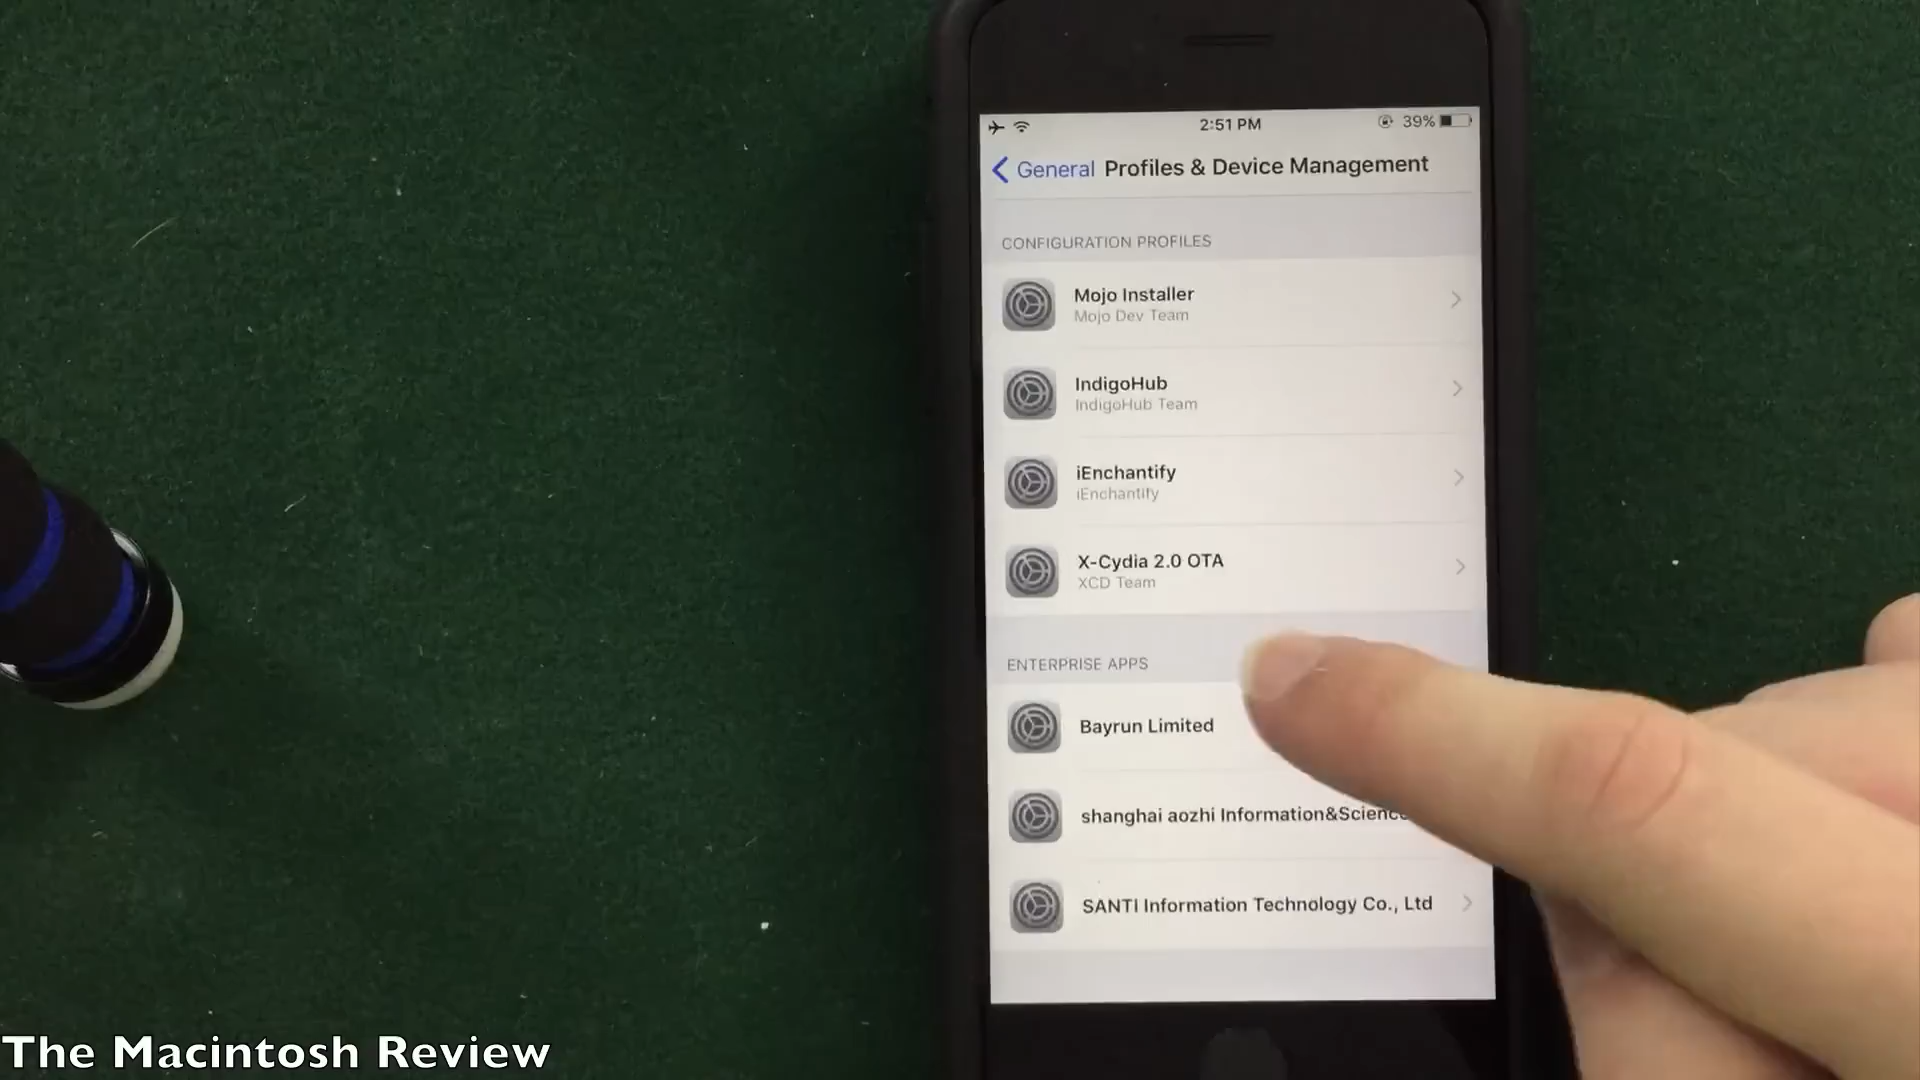 2:51 PM
39%
General Profiles & Device Management
CONFIGURATION PROFILES
Mojo Installer
Mojo Dev Team
IndigoHub
IndigoHub Team
iEnchantify
iEnchantify
X-Cydia 2.0 OTA
XCD Team
ENTERPRISE APPS
Bayrun Limited
shanghai aozhi Information&Science
SANTI Information Technology Co., Ltd
The Macintosh Review